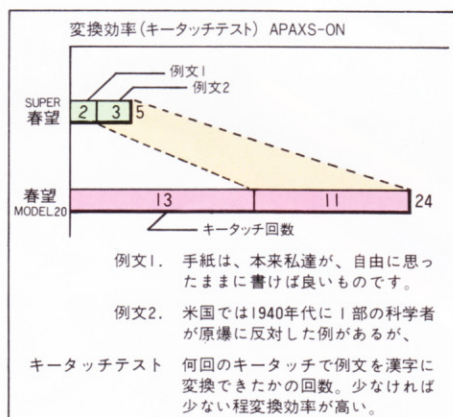 変換効率(キータッチテスト) APAXS-ON
例文1
例文2
SUPER
春望
2 3 5
春望
MODEL20
13 11 24
キータッチ回数
例文1. 手紙は、本来私達が、自由に思っ
たままに書けば良いものです。
例文2. 米国では1940年代に1部の科学者
が原爆に反対した例があるが、
キータッチテスト 何回のキータッチで例文を漢字に
変換できたかの回数。少なければ
少ない程変換効率が高い。